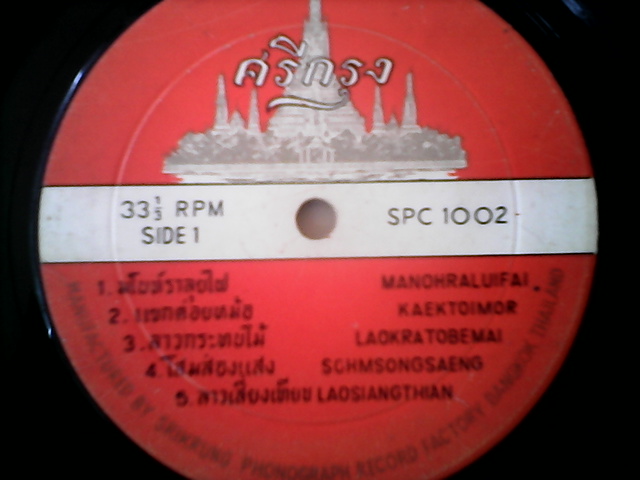 ศรีกรุง
33 1/3 RPM SPC 1002
SIDE 1
1. มโนห์ราลุยไฟ MANOHRALUIFAI
2. แขกต่อยหม้อ KAEKTOIMOR
3. ลาวกระทบไม้ LAOKRATOBEMAI
4. โสมส่องแสง SOHMSONGSAENG
5. ลาวเสี่ยงเทียน LAOSIANGTHIAN
MANUFACTURED BY SRIKRUNG PHONOGRAPH RECORD FACTORY BANGKOK THAILAND